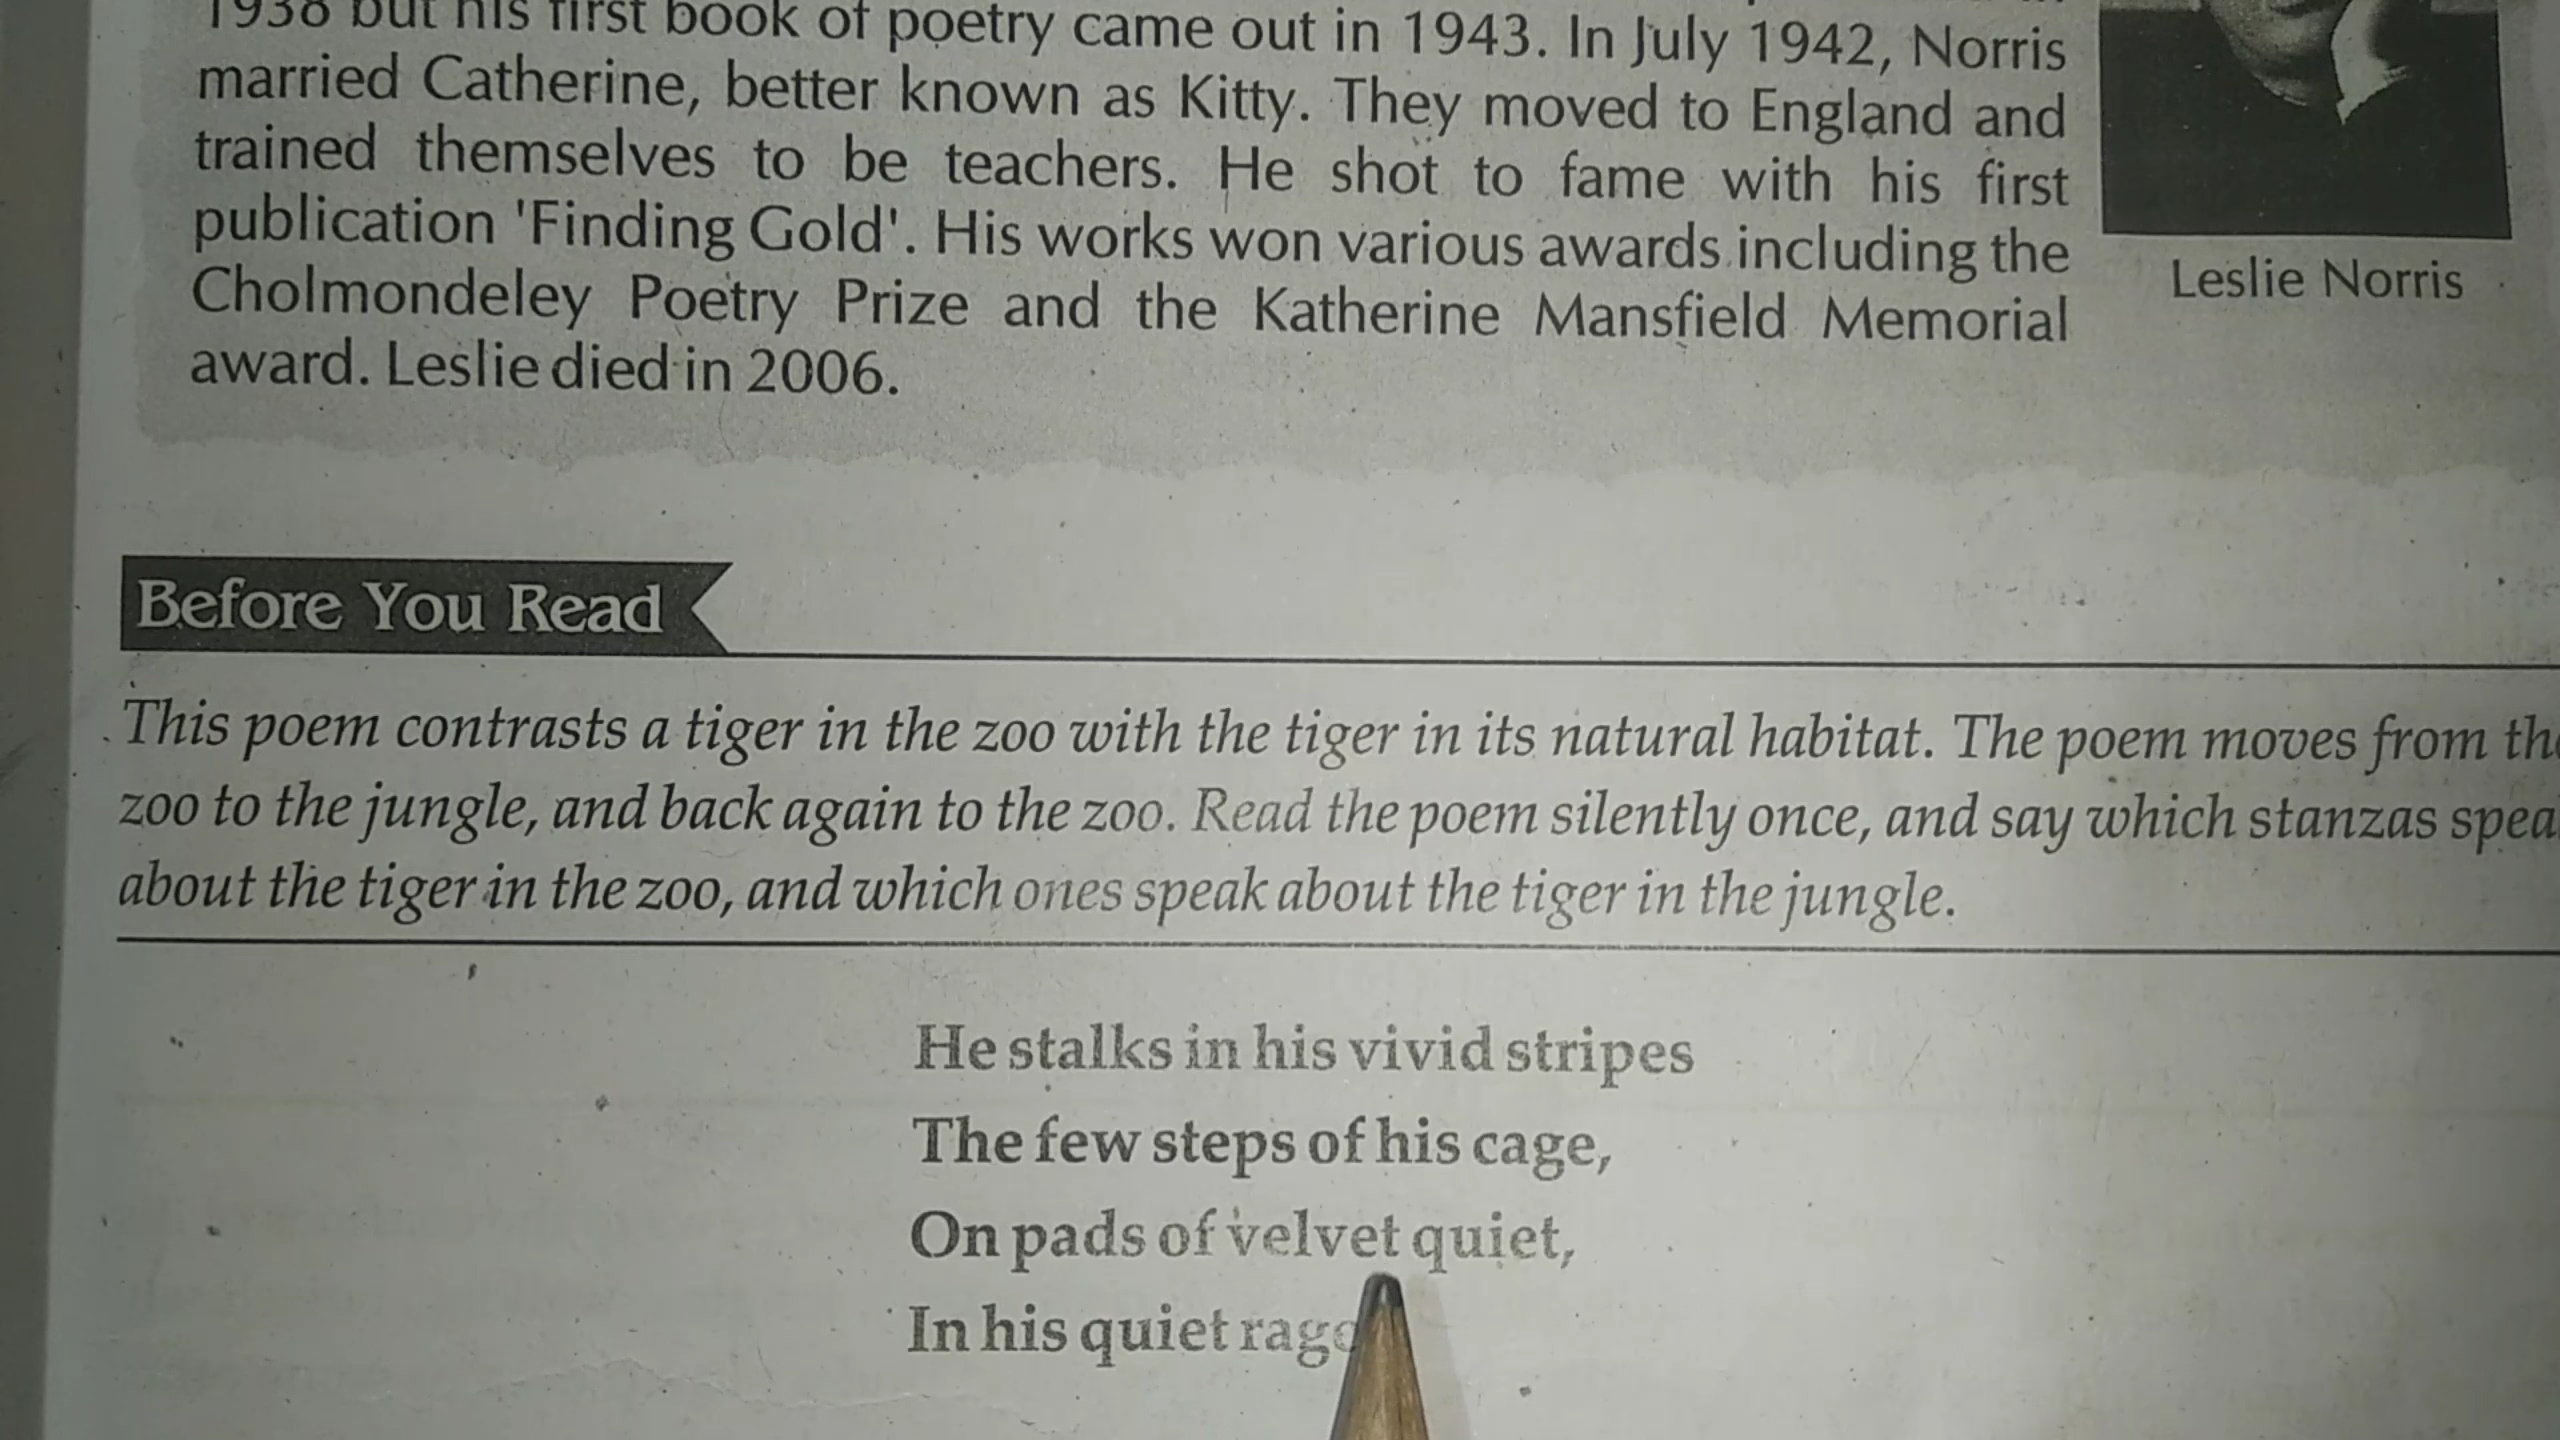 1938 but his first book of poetry came out in 1943. In July 1942, Norris
married Catherine, better known as Kitty. They moved to England and
trained themselves to be teachers. He shot to fame with his first
publication 'Finding Gold'. His works won various awards including the
Cholmondeley Poetry Prize and the Katherine Mansfield Memorial
award. Leslie died in 2006.
Leslie Norris
Before You Read
This poem contrasts a tiger in the zoo with the tiger in its natural habitat. The poem moves from
zoo to the jungle, and back again to the zoo. Read the poem silently once, and say which stanzas
about the tiger in the zoo, and which ones speak about the tiger in the jungle.
He stalks in his vivid stripes
The few steps of his cage,
On pads of velvet quiet,
In his quiet rage